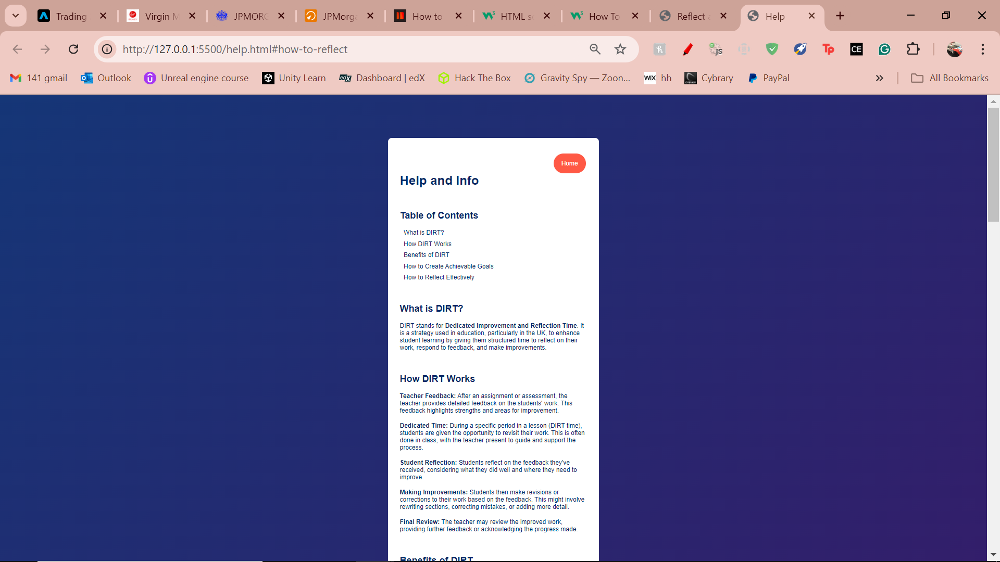 Trading
Virgin M
JPMORG
JPMorga
How to
HTML se
How To
Reflect a
Help
http://127.0.0.1:5500/help.html#how-to-reflect
141 gmail
Outlook
Unreal engine course
Unity Learn
edX
Dashboard | edX
Hack The Box
Gravity Spy — Zoon...
WIX
hh
Cybrary
PayPal
All Bookmarks
Home
Help and Info
Table of Contents
What is DIRT?
How DIRT Works
Benefits of DIRT
How to Create Achievable Goals
How to Reflect Effectively
What is DIRT?
DIRT stands for Dedicated Improvement and Reflection Time. It
is a strategy used in education, particularly in the UK, to enhance
student learning by giving them structured time to reflect on their
work, respond to feedback, and make improvements.
How DIRT Works
Teacher Feedback: After an assignment or assessment, the
teacher provides detailed feedback on the students' work. This
feedback highlights strengths and areas for improvement.
Dedicated Time: During a specific period in a lesson (DIRT time),
students are given the opportunity to revisit their work. This is often
done in class, with the teacher present to guide and support the
process.
Student Reflection: Students reflect on the feedback they've
received, considering what they did well and where they need to
improve.
Making Improvements: Students then make revisions or
corrections to their work based on the feedback. This might involve
rewriting sections, correcting mistakes, or adding more detail.
Final Review: The teacher may review the improved work,
providing further feedback or acknowledging the progress made.
Benefits of DIRT